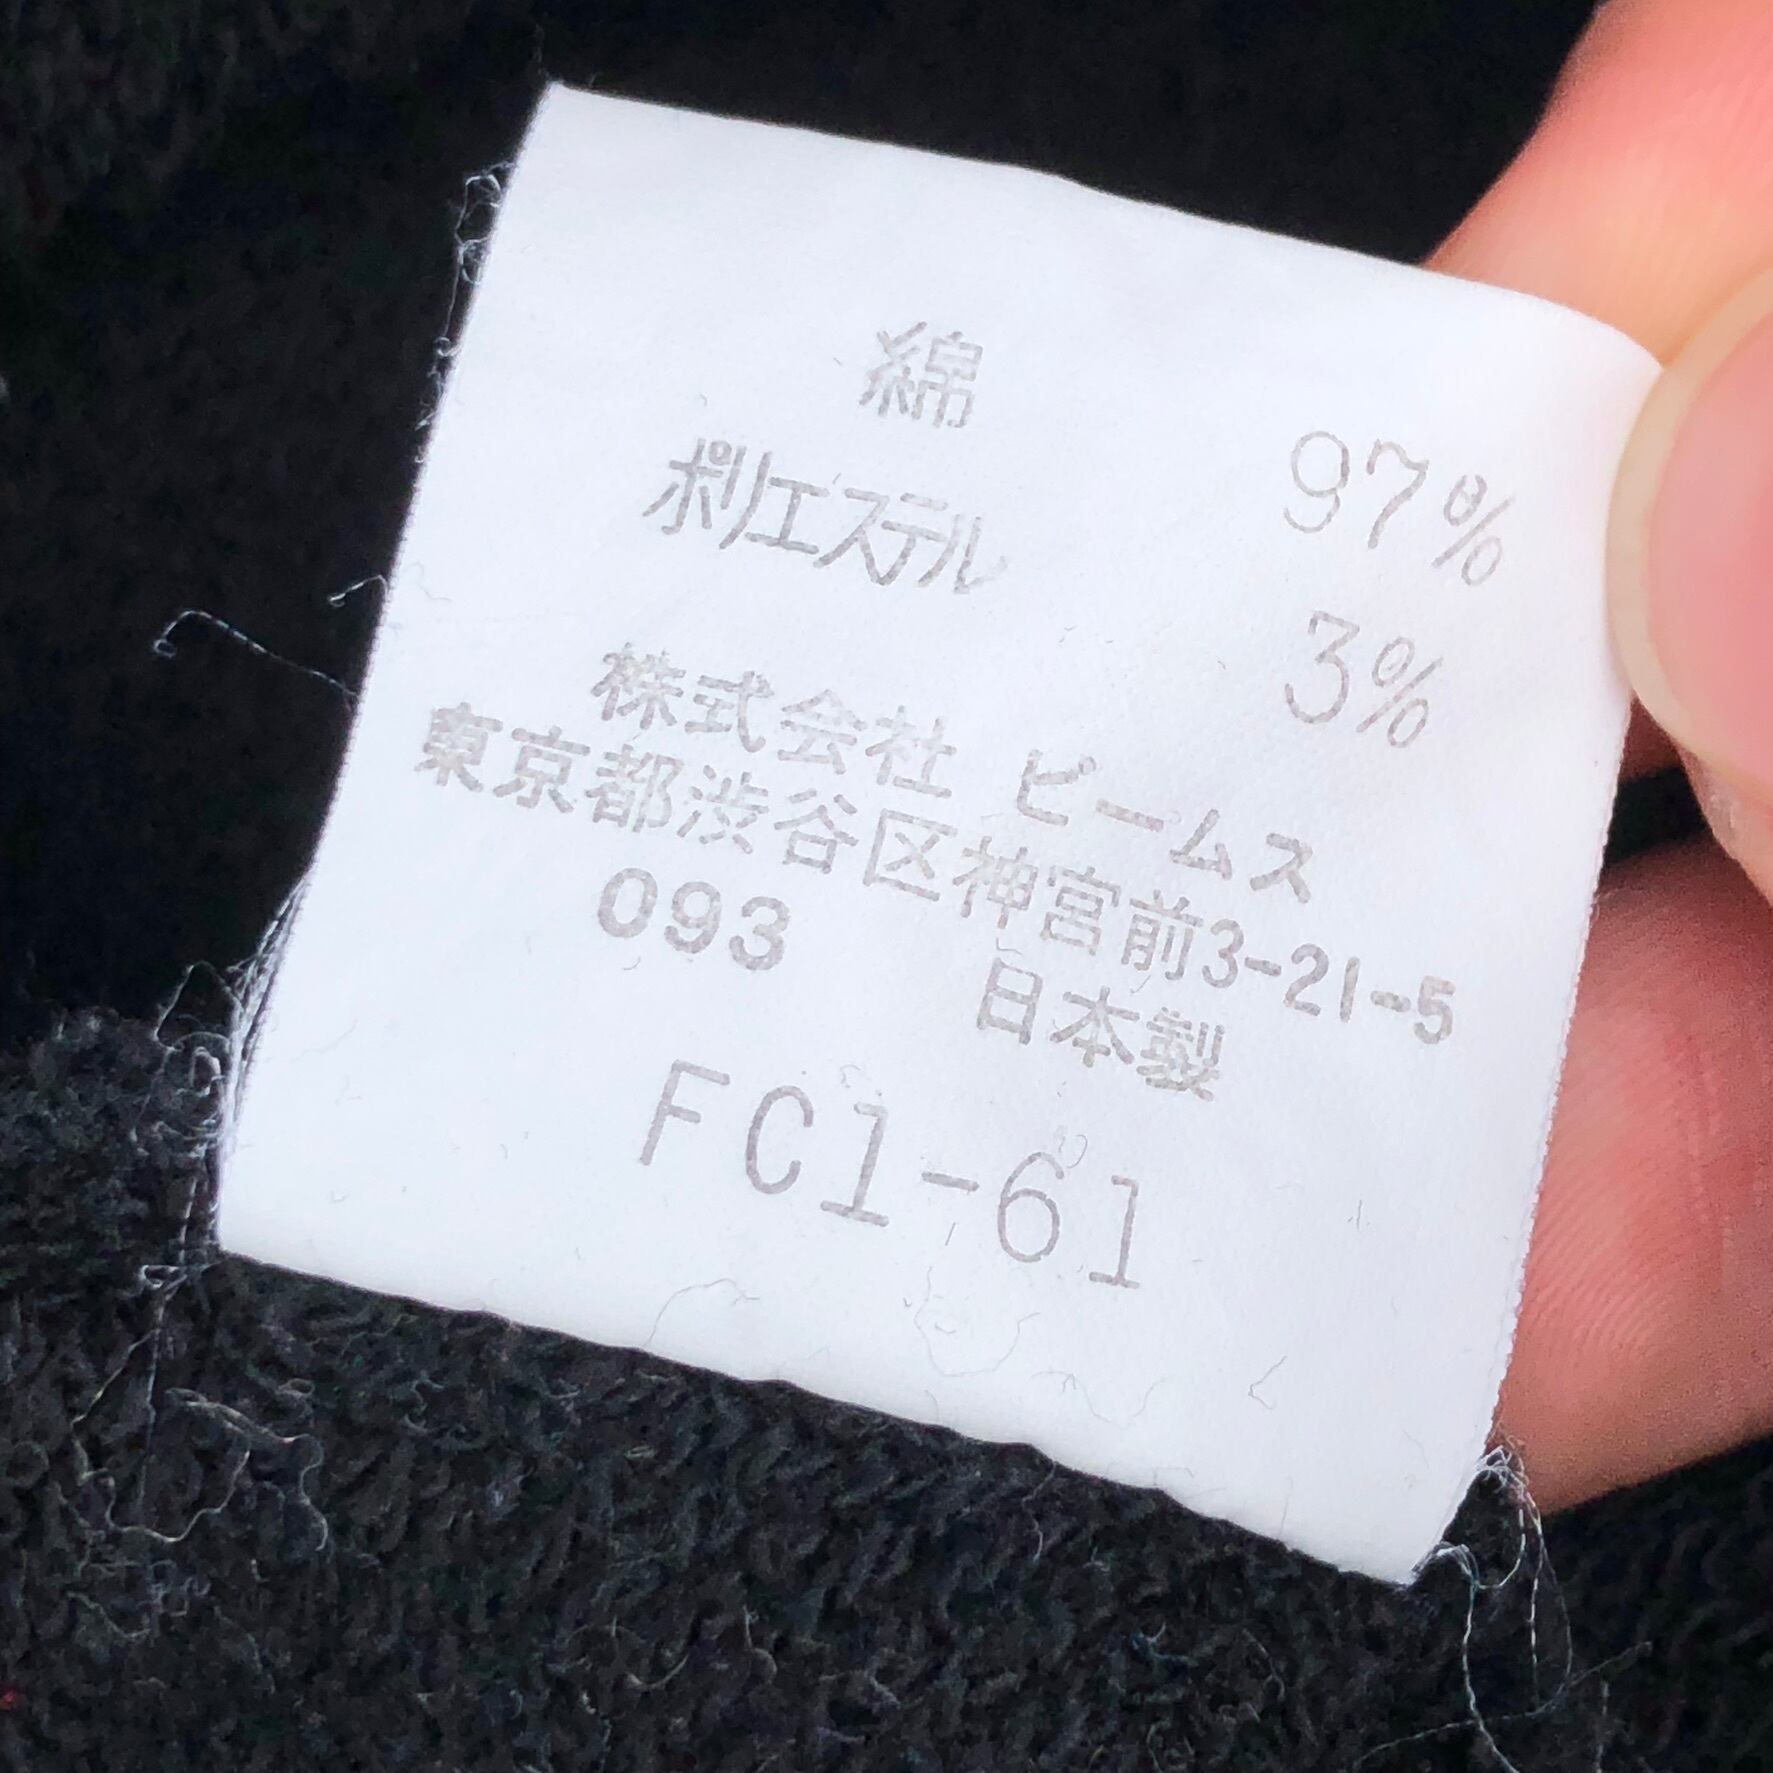 綿 97%
ポリエステル 3%
株式会社 ビームス
東京都渋谷区神宮前3-21-5
093 日本製
FC1-61